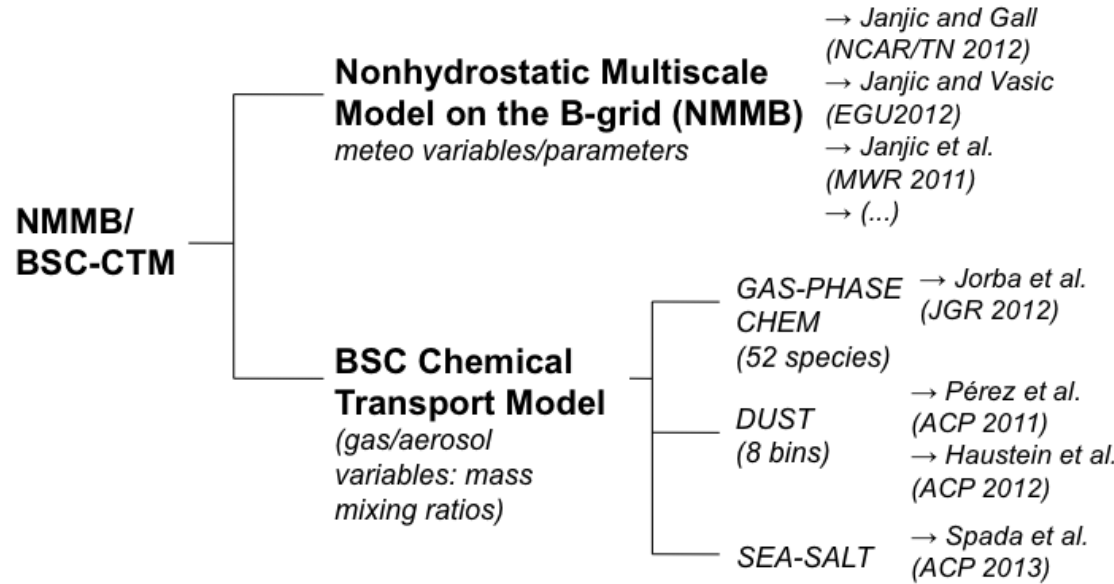 NMMB/
BSC-CTM
Nonhydrostatic Multiscale
Model on the B-grid (NMMB)
meteo variables/parameters
→ Janjic and Gall
(NCAR/TN 2012)
→ Janjic and Vasic
(EGU2012)
→ Janjic et al.
(MWR 2011)
→ (...)
BSC Chemical
Transport Model
(gas/aerosol
variables: mass
mixing ratios)
GAS-PHASE
CHEM
(52 species)
→ Jorba et al.
(JGR 2012)
DUST
(8 bins)
→ Pérez et al.
(ACP 2011)
→ Haustein et al.
(ACP 2012)
SEA-SALT
→ Spada et al.
(ACP 2013)